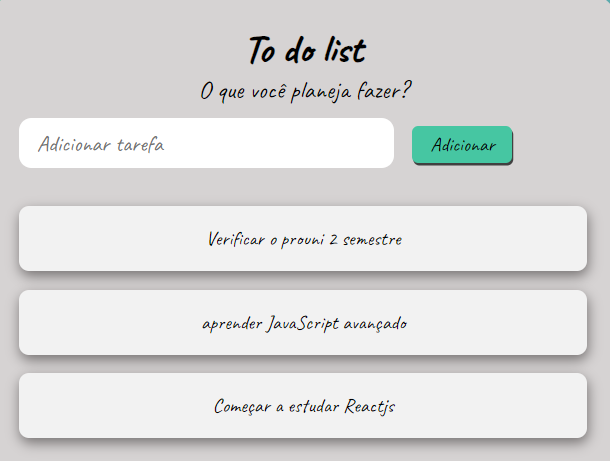 To do list
O que você planeja fazer?
Adicionar tarefa
Adicionar
Verificar o prouni 2 semestre
aprender JavaScript avançado
Começar a estudar Reactjs